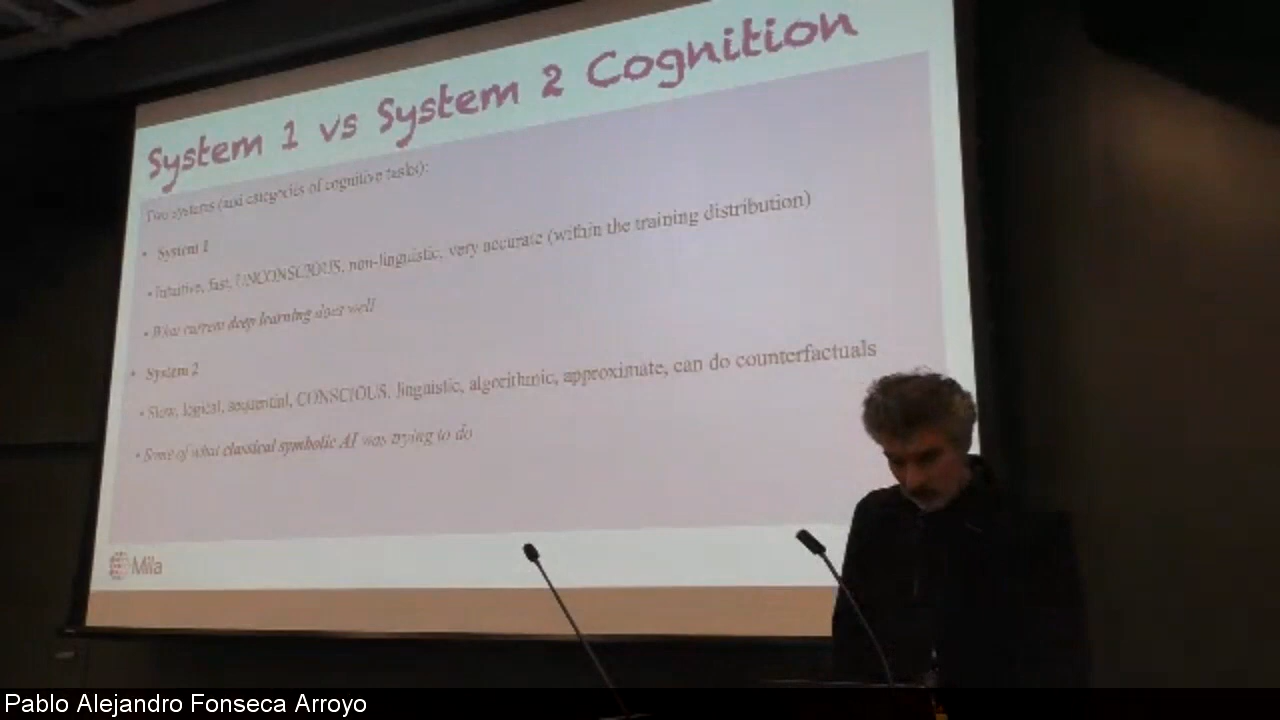 System 1 vs System 2 Cognition
Two systems (and categories of cognitive tasks):
• System 1
• Intuitive, fast, UNCONSCIOUS, non-linguistic, very accurate (within the training distribution)
• What current deep learning does well
• System 2
• Slow, logical, sequential, CONSCIOUS, linguistic, algorithmic, approximate, can do counterfactuals
• Some of what classical symbolic AI was trying to do
Mila
Pablo Alejandro Fonseca Arroyo